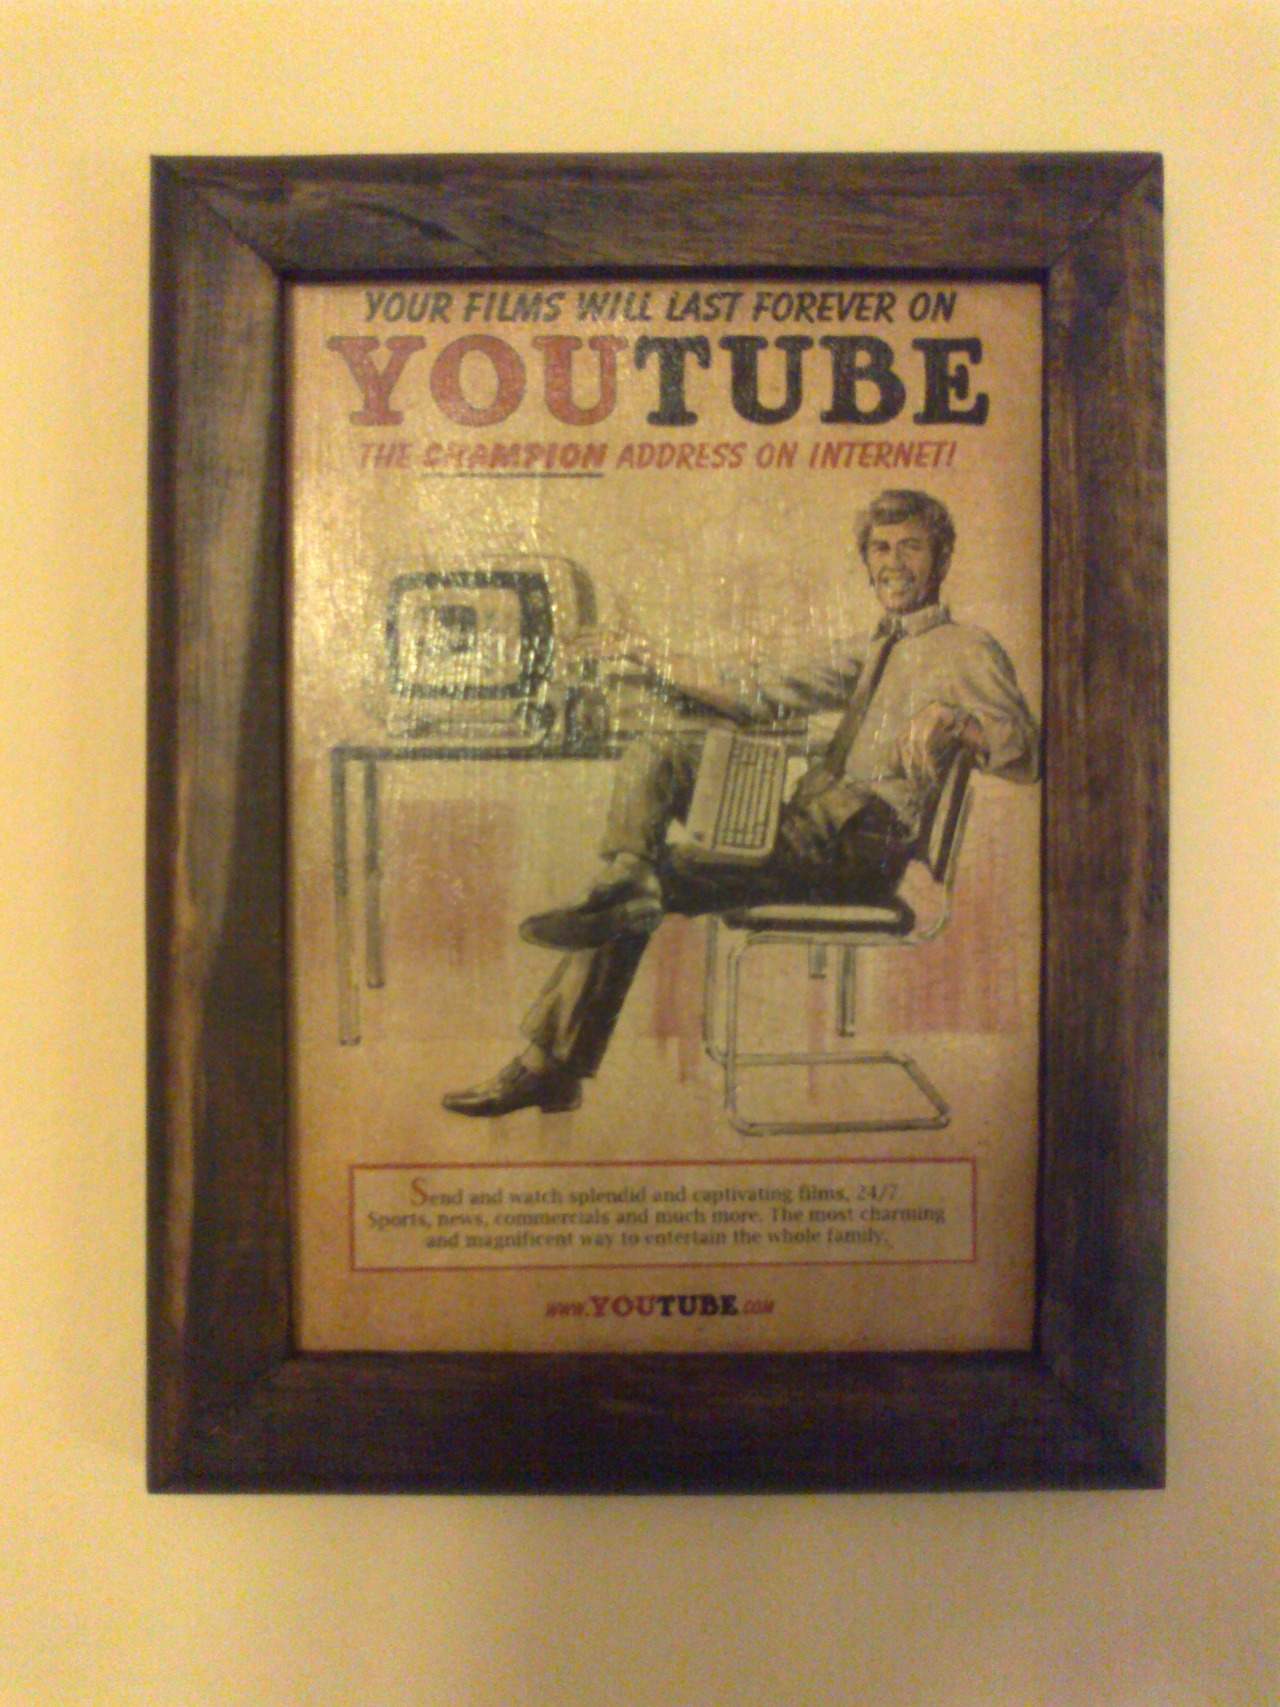 YOUR FILMS WILL LAST FOREVER ON
YOUTUBE
THE CHAMPION ADDRESS ON INTERNET!
Send and watch splendid and captivating films, 24/7
Sports, news, commercials and much more. The most charming
and magnificent way to entertain the whole family.
www.YOUTUBE.com